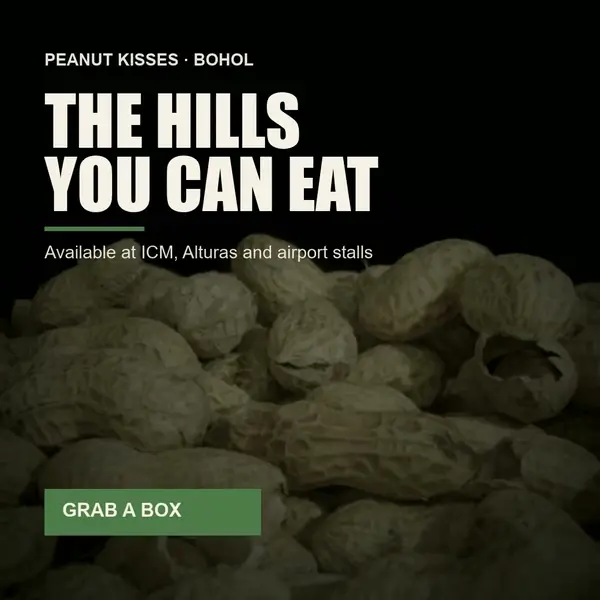 PEANUT KISSES · BOHOL
THE HILLS
YOU CAN EAT
Available at ICM, Alturas and airport stalls
GRAB A BOX